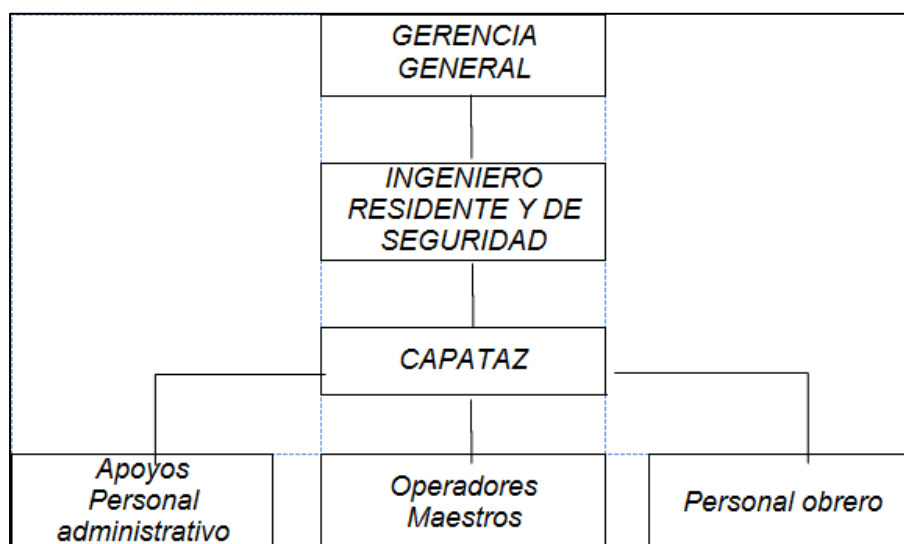 GERENCIA
GENERAL
INGENIERO
RESIDENTE Y DE
SEGURIDAD
CAPATAZ
Apoyos
Personal
administrativo
Operadores
Maestros
Personal obrero